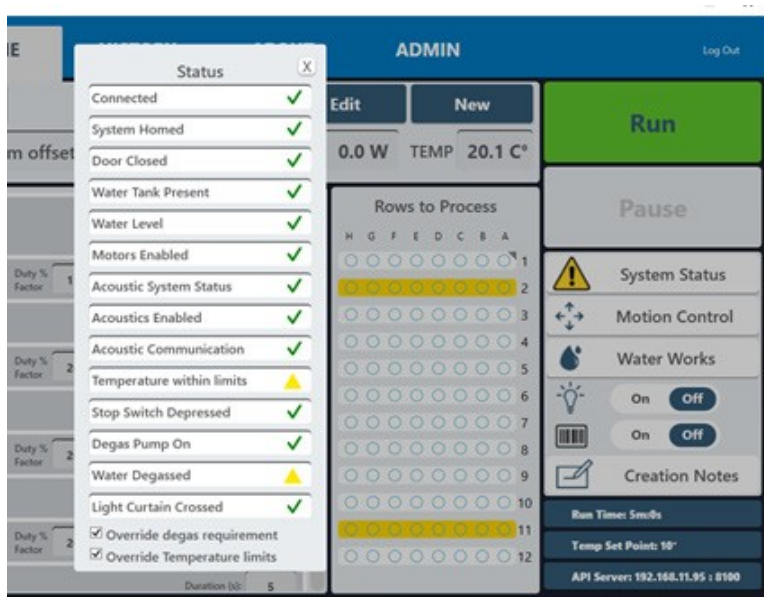 ADMIN
Log Out
Status
X
Connected
System Homed
Door Closed
Water Tank Present
Water Level
Motors Enabled
Acoustic System Status
Acoustics Enabled
Acoustic Communication
Temperature within limits
Stop Switch Depressed
Degas Pump On
Water Degassed
Light Curtain Crossed
Override degas requirement
Override Temperature limits
Edit
New
m offset
0.0 W
TEMP
20.1 C°
Duty %
Factor
1
Duty %
Factor
2
Duty %
Factor
2
Duty %
Factor
2
Duration (s):
5
Rows to Process
H G F E D C B A
1
2
3
4
5
6
7
8
9
10
11
12
Run
Pause
System Status
Motion Control
Water Works
On Off
On Off
Creation Notes
Run Time: 5m:0s
Temp Set Point: 10°
API Server: 192.168.11.95 : 8100